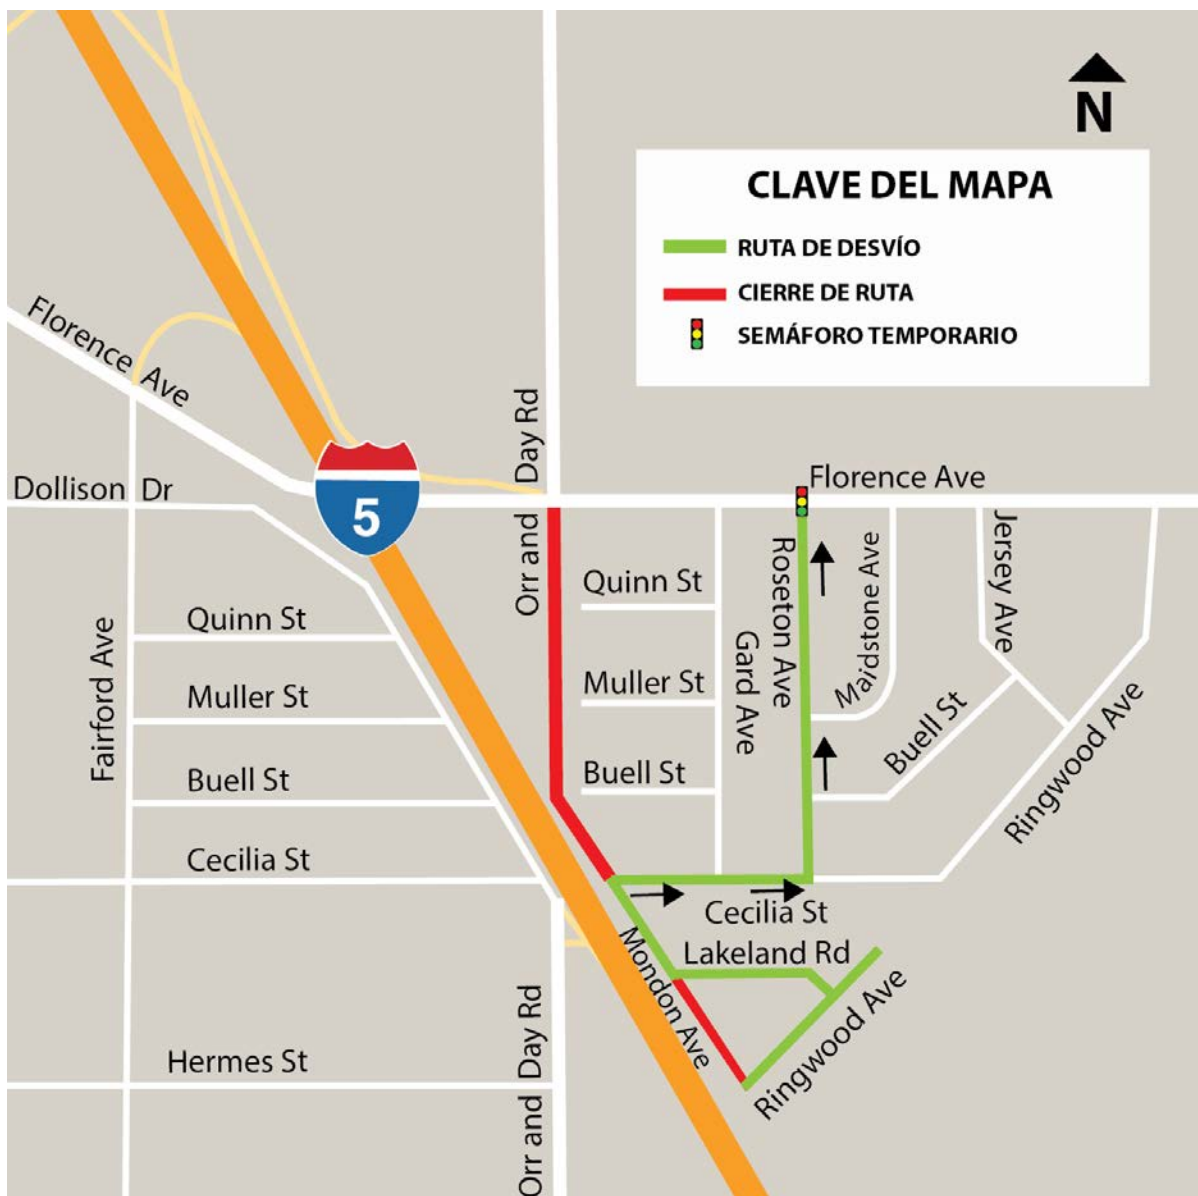 N
CLAVE DEL MAPA
RUTA DE DESVÍO
CIERRE DE RUTA
SEMÁFORO TEMPORARIO
Florence Ave
Orr and Day Rd
Florence Ave
Dollison Dr
5
Fairford Ave
Quinn St
Muller St
Buell St
Cecilia St
Quinn St
Muller St
Buell St
Gard Ave
Roseton Ave
Maidstone Ave
Jersey Ave
Buell St
Ringwood Ave
Cecilia St
Lakeland Rd
Mondon Ave
Ringwood Ave
Hermes St
Orr and Day Rd